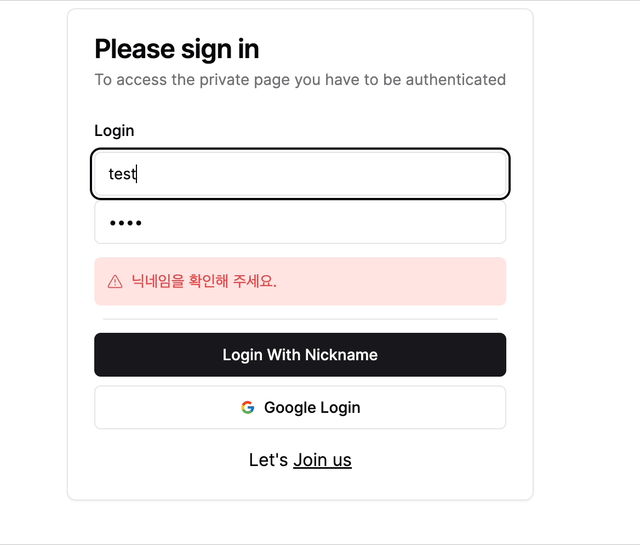 Please sign in
To access the private page you have to be authenticated
Login
test
••••
닉네임을 확인해 주세요.
Login With Nickname
Google Login
Let's Join us